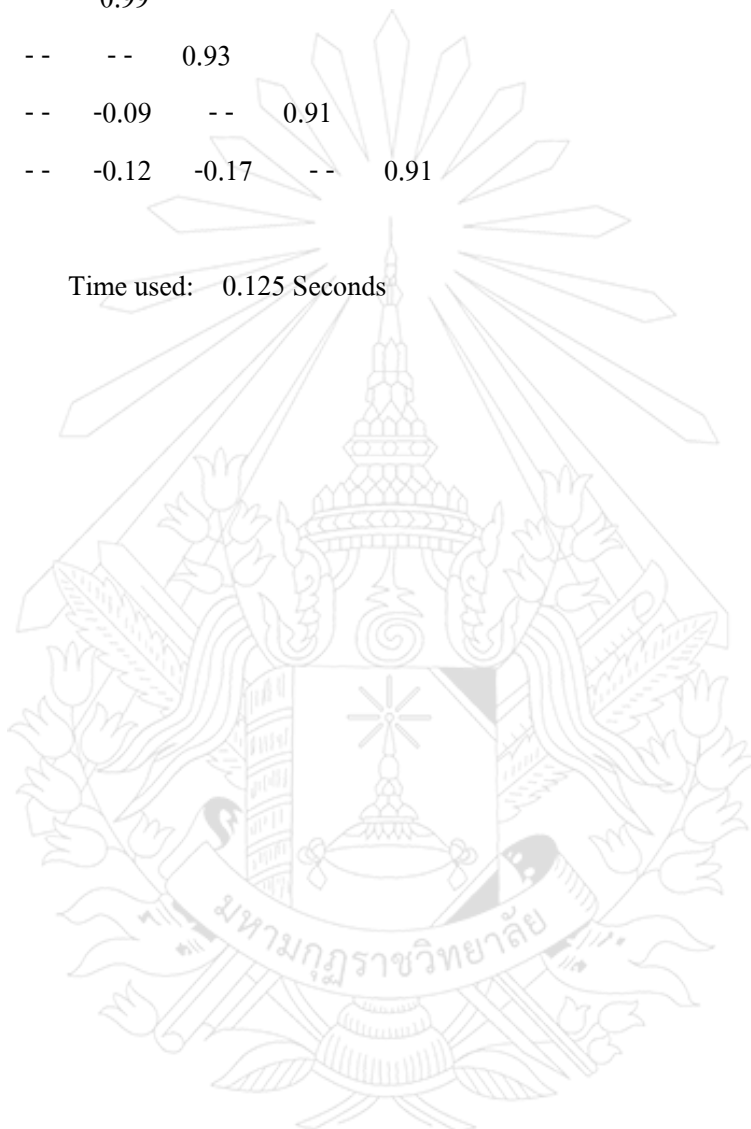 0.99
- - - - 0.93
- - -0.09 - - 0.91
- - -0.12 -0.17 - - 0.91
Time used: 0.125 Seconds
มหามกุฏราชวิทยาลัย